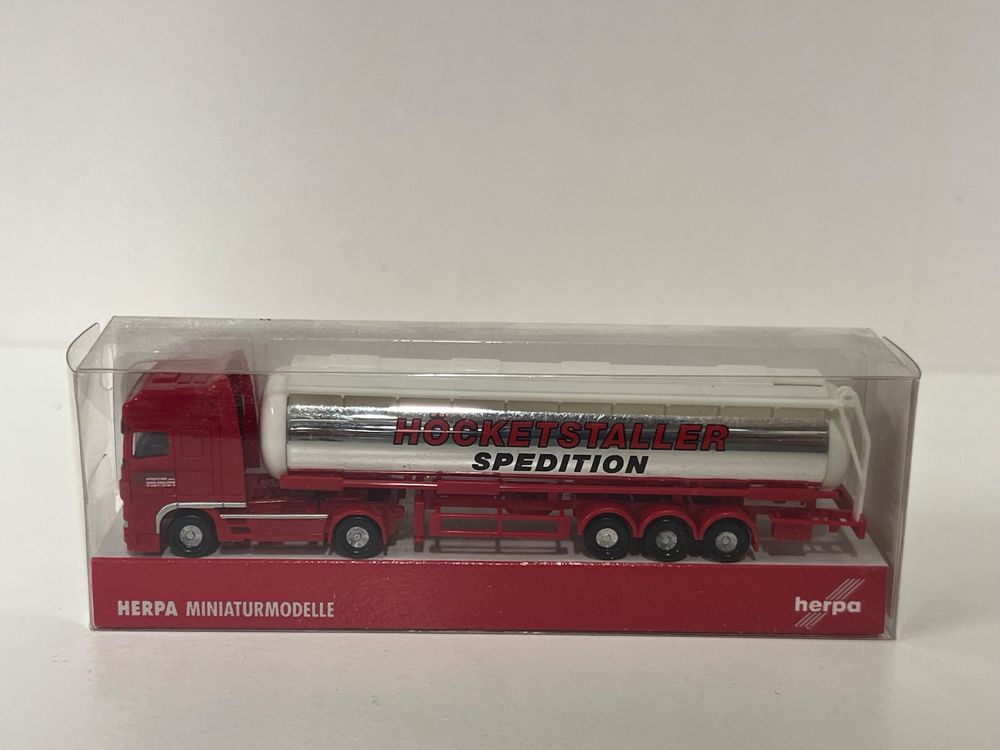 HÖCKETSTALLER
SPEDITION
HERPA MINIATURMODELLE
herpa